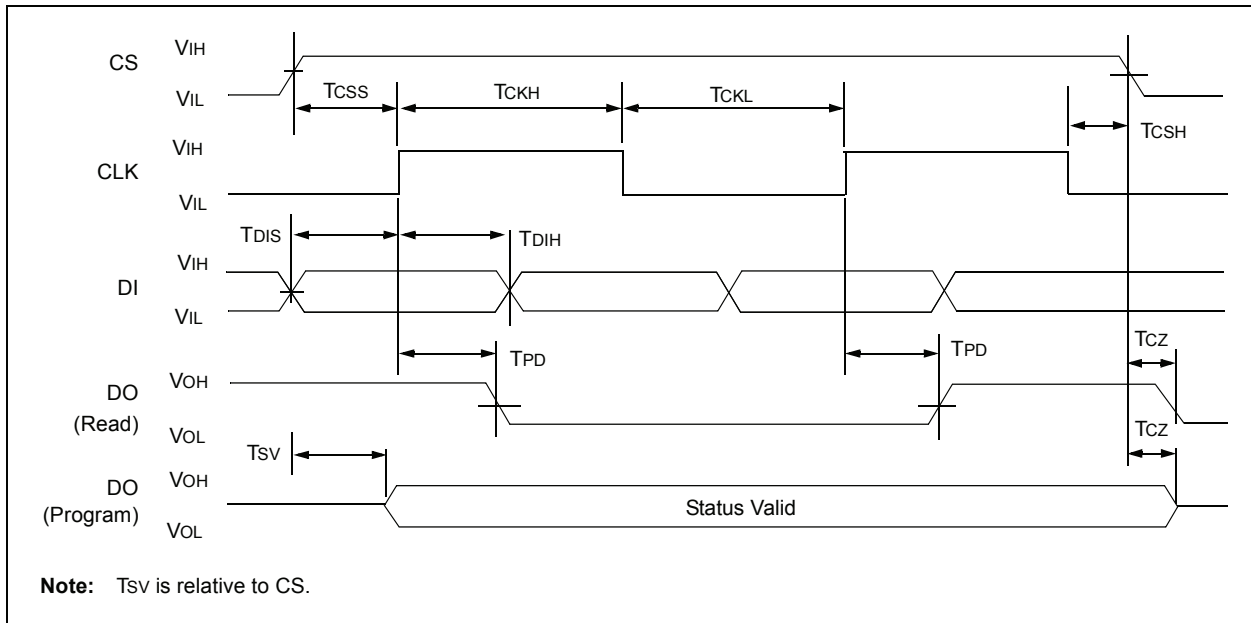 CS
VIH
VIL
TCSS
TCKH
TCKL
TCSH
CLK
VIH
VIL
TDIS
TDIH
DI
VIH
VIL
TPD
TPD
TCZ
DO
(Read)
VOH
VOL
TSV
TCZ
DO
(Program)
VOH
VOL
Status Valid
Note: TSV is relative to CS.